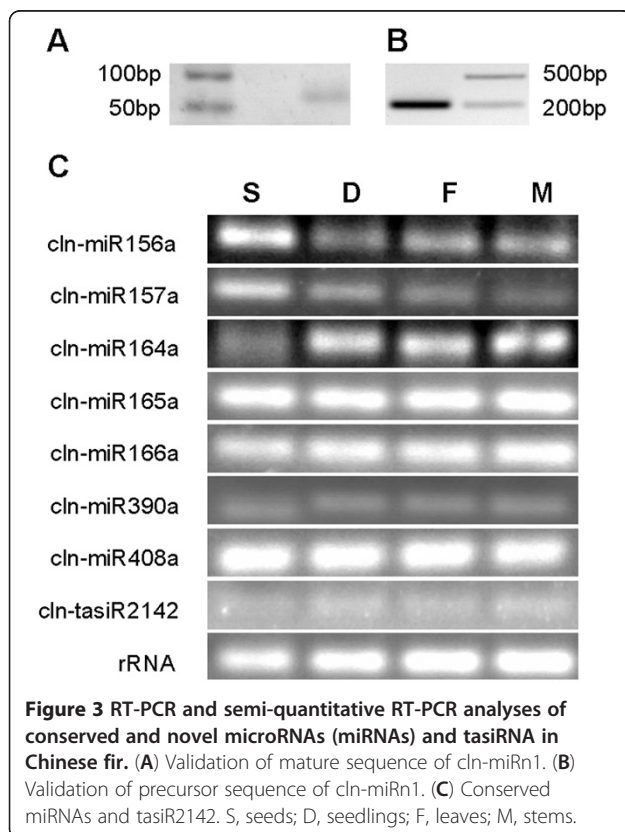 A
B
100bp
50bp
500bp
200bp
C
S D F M
cln-miR156a
cln-miR157a
cln-miR164a
cln-miR165a
cln-miR166a
cln-miR390a
cln-miR408a
cln-tasiR2142
rRNA
Figure 3 RT-PCR and semi-quantitative RT-PCR analyses of
conserved and novel microRNAs (miRNAs) and tasiRNA in
Chinese fir. (A) Validation of mature sequence of cln-miRn1. (B)
Validation of precursor sequence of cln-miRn1. (C) Conserved
miRNAs and tasiR2142. S, seeds; D, seedlings; F, leaves; M, stems.